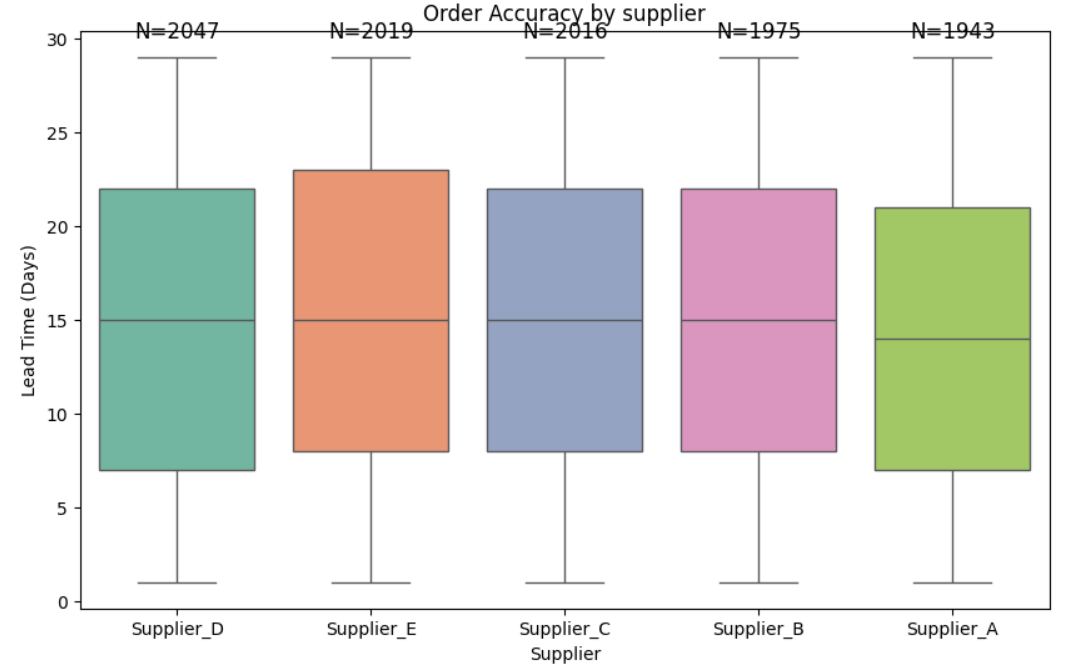 Order Accuracy by supplier
N=2047 N=2019 N=2016 N=1975 N=1943
30
25
20
15
10
5
0
Lead Time (Days)
Supplier_D Supplier_E Supplier_C Supplier_B Supplier_A
Supplier